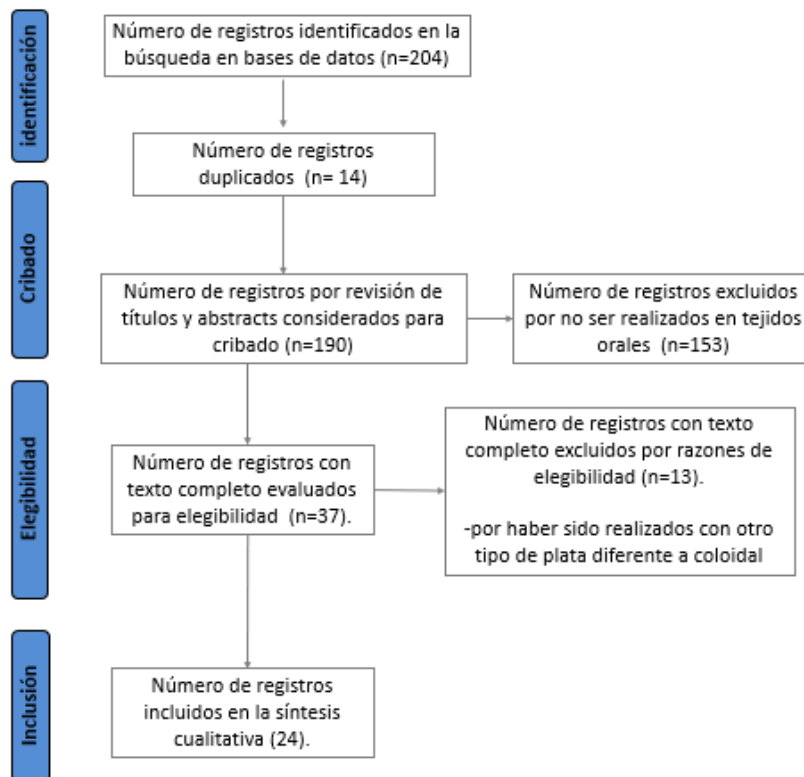 identificación
Número de registros identificados en la
búsqueda en bases de datos (n=204)
Número de registros
duplicados (n= 14)
Cribado
Número de registros por revisión de
títulos y abstracts considerados para
cribado (n=190)
Número de registros excluidos
por no ser realizados en tejidos
orales (n=153)
Elegibilidad
Número de registros con
texto completo evaluados
para elegibilidad (n=37).
Número de registros con texto
completo excluidos por razones de
elegibilidad (n=13).
-por haber sido realizados con otro
tipo de plata diferente a coloidal
Inclusión
Número de registros
incluidos en la síntesis
cualitativa (24).